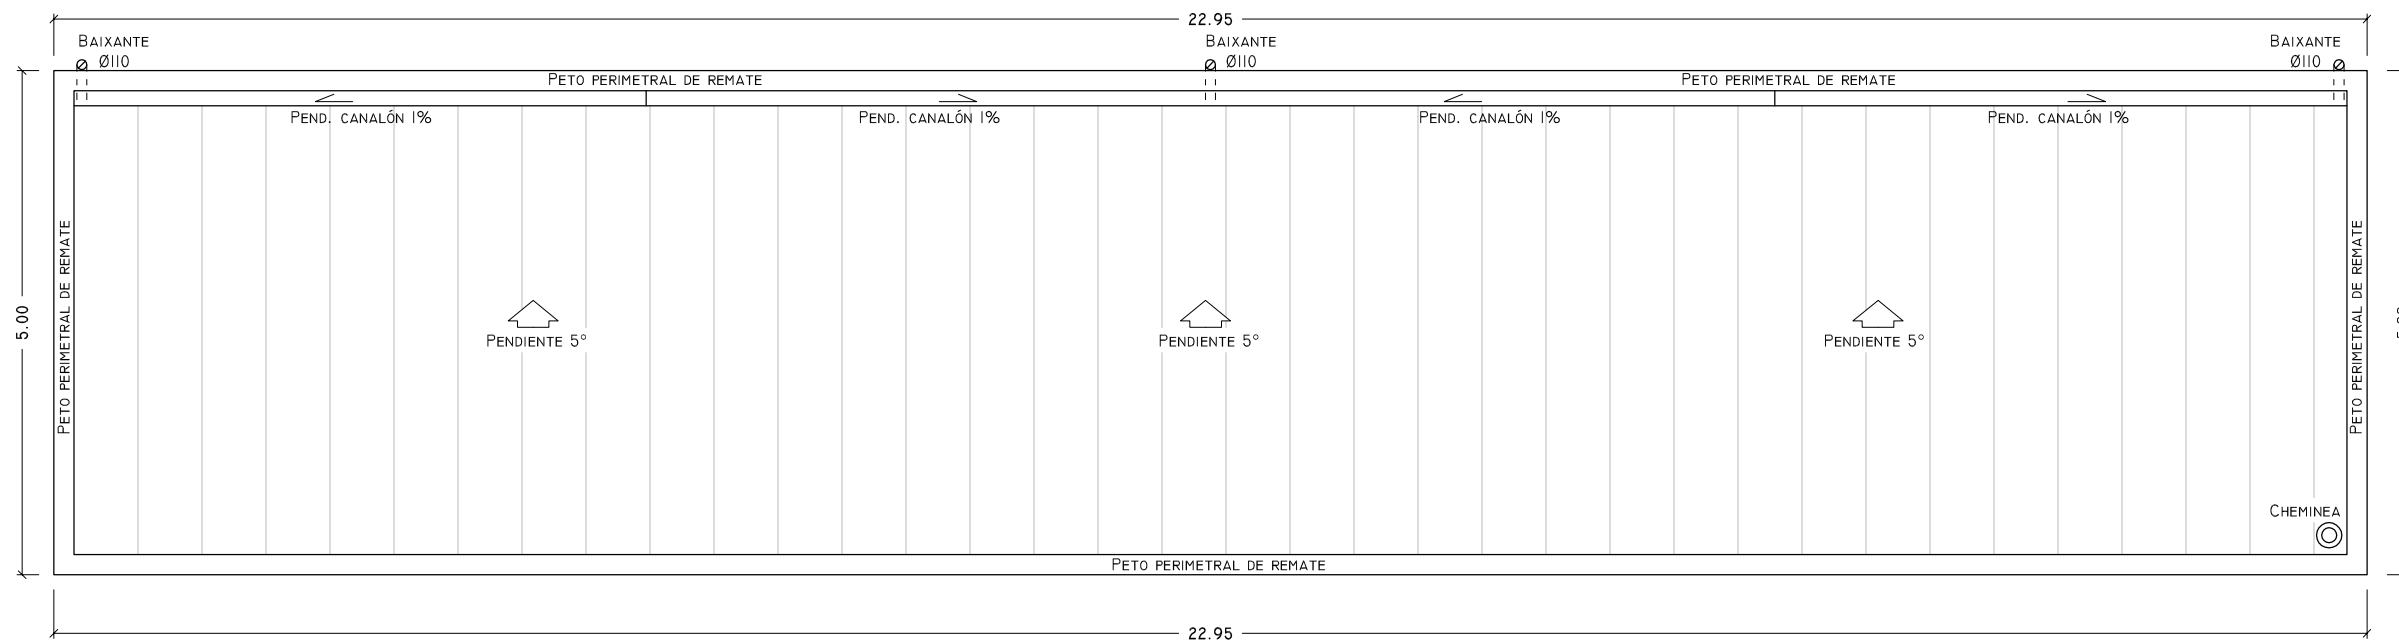 22.95
BAIXANTE
Ø110
BAIXANTE
Ø110
BAIXANTE
Ø110
PETO PERIMETRAL DE REMATE
PETO PERIMETRAL DE REMATE
PEND. CANALÓN 1%
PEND. CANALÓN 1%
PEND. CANALÓN 1%
PEND. CANALÓN 1%
PETO PERIMETRAL DE REMATE
PETO PERIMETRAL DE REMATE
5.00
PENDIENTE 5°
PENDIENTE 5°
PENDIENTE 5°
CHEMINEA
PETO PERIMETRAL DE REMATE
22.95